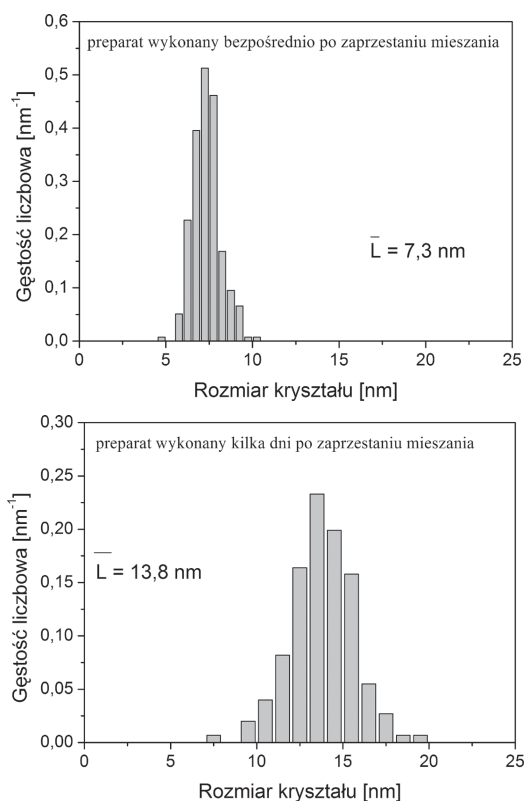 0,6
preparat wykonany bezpośrednio po zaprzestaniu mieszania
0,5
0,4
0,3
0,2
0,1
0,0
Gęstość liczbowa [nm⁻¹]
L̄ = 7,3 nm
0 5 10 15 20 25
Rozmiar kryształu [nm]
0,30
preparat wykonany kilka dni po zaprzestaniu mieszania
0,25
0,20
0,15
0,10
0,05
0,00
Gęstość liczbowa [nm⁻¹]
L̄ = 13,8 nm
0 5 10 15 20 25
Rozmiar kryształu [nm]